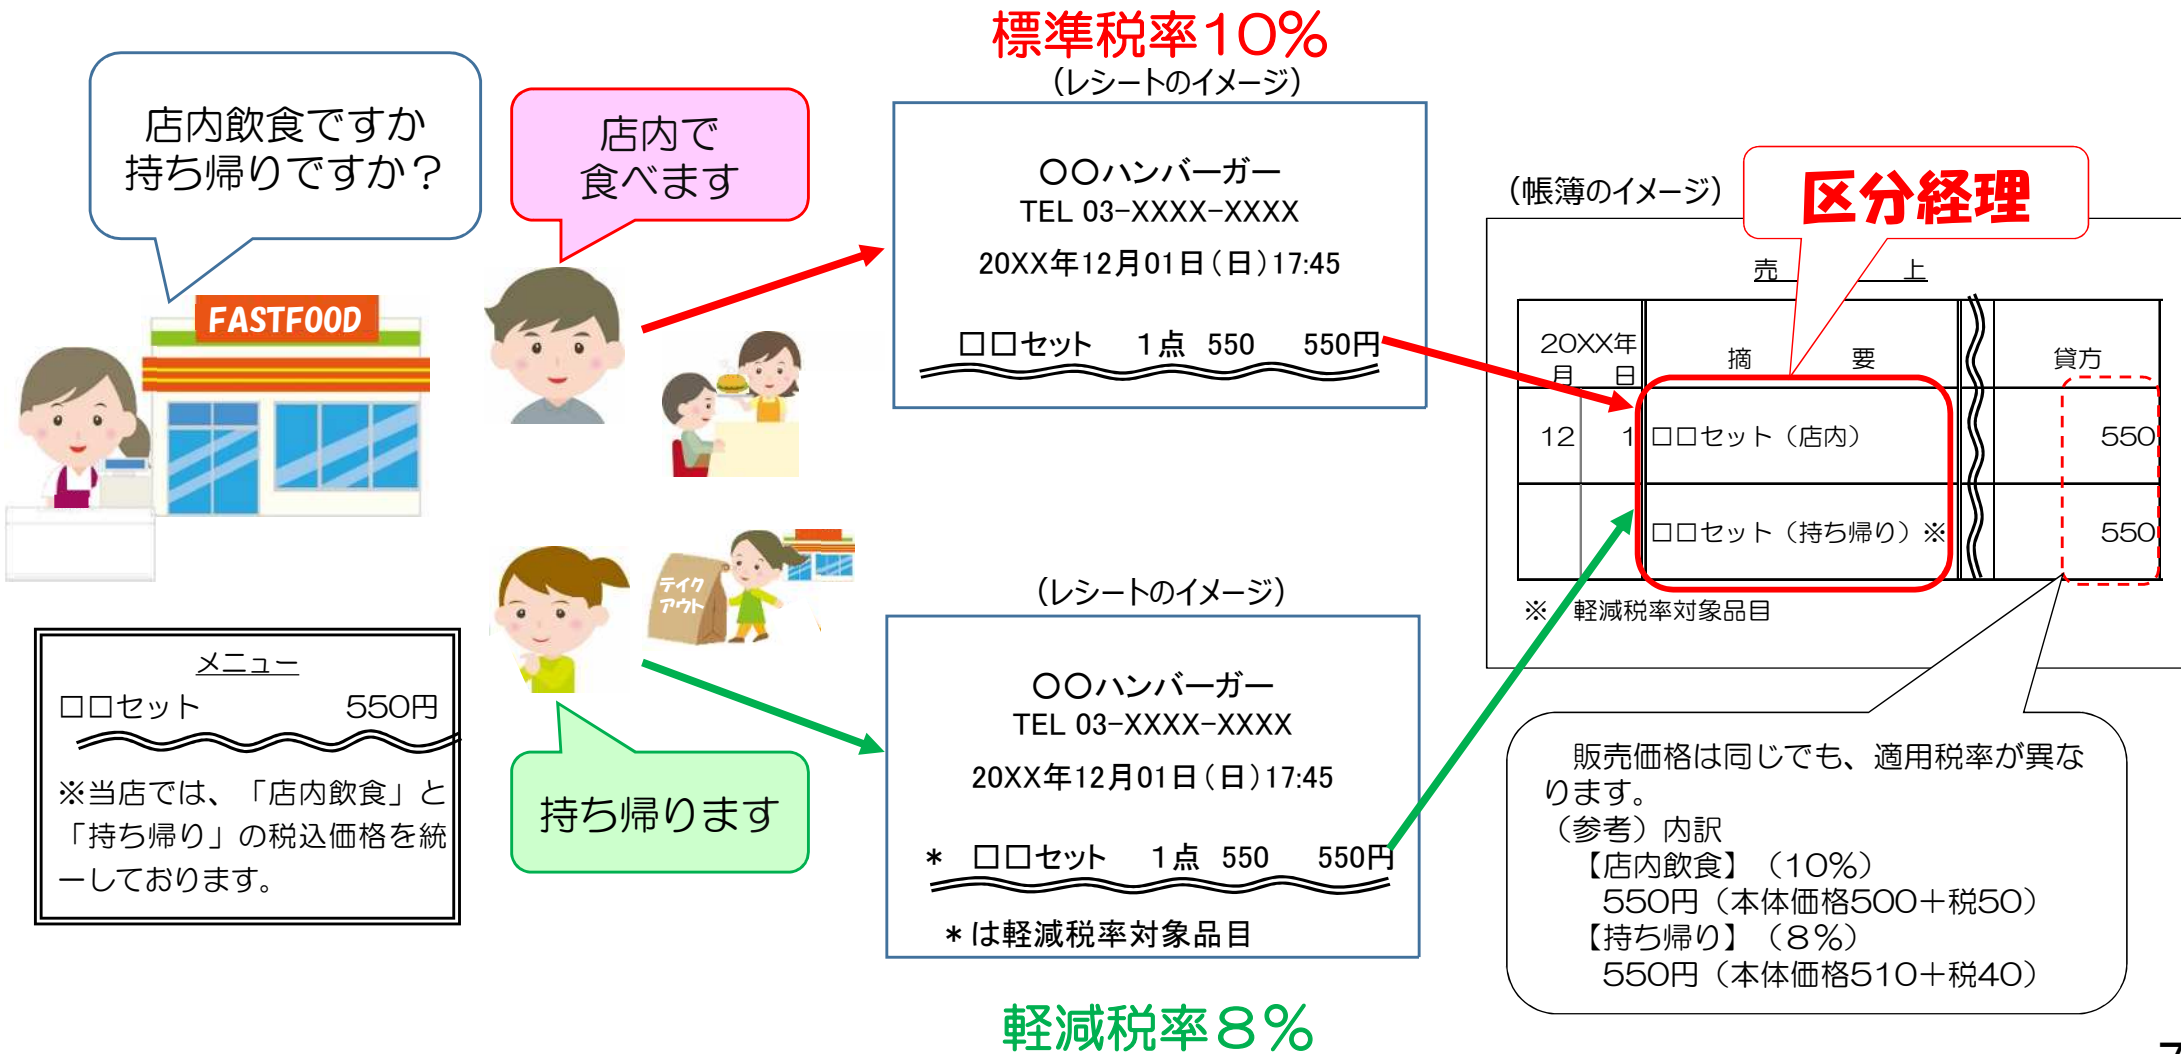 標準税率10%
（レシートのイメージ）
店内飲食ですか
持ち帰りですか？
店内で
食べます
FASTFOOD
〇〇ハンバーガー
TEL 03-XXXX-XXXX
20XX年12月01日（日）17:45
□□セット　1点　550　550円
（帳簿のイメージ）
区分経理
売　上
20XX年
月　日
摘　要
貸方
12　1　□□セット（店内）　550
□□セット（持ち帰り）※　550
※　軽減税率対象品目
テイク
アウト
メニュー
□□セット　550円
※当店では、「店内飲食」と
「持ち帰り」の税込価格を統
一しております。
持ち帰ります
（レシートのイメージ）
〇〇ハンバーガー
TEL 03-XXXX-XXXX
20XX年12月01日（日）17:45
*　□□セット　1点　550　550円
*は軽減税率対象品目
軽減税率８％
販売価格は同じでも、適用税率が異な
ります。
（参考）内訳
【店内飲食】（10％）
550円（本体価格500＋税50）
【持ち帰り】（８％）
550円（本体価格510＋税40）